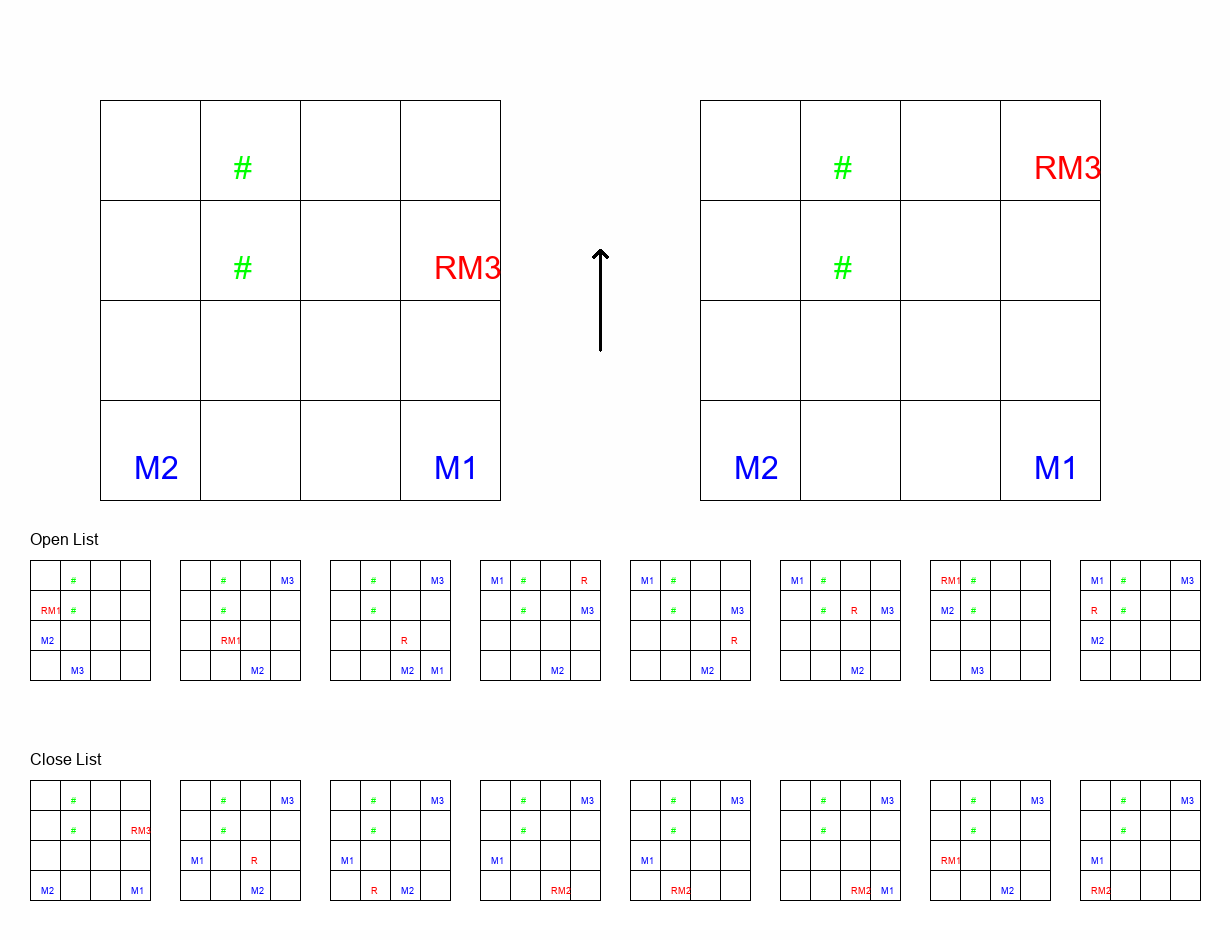 # #
RM3
# # RM3
M2 M1 M2 M1
Open List
# # M3 # M3 M1 # R M1 # M1 # RM1 # M1 # M3
RM1 # # # # M3 # M3 # R M3 M2 # R #
M2 RM1 R R M2
M3 M2 M2 M1 M2 M2 M2 M3
Close List
# # M3 # M3 # M3 # M3 # M3 # M3 # M3
# RM3 # # # # # # #
M1 R M1 M1 M1 RM1 M1
M2 M1 M2 R M2 RM2 RM2 RM2 M1 M2 RM2